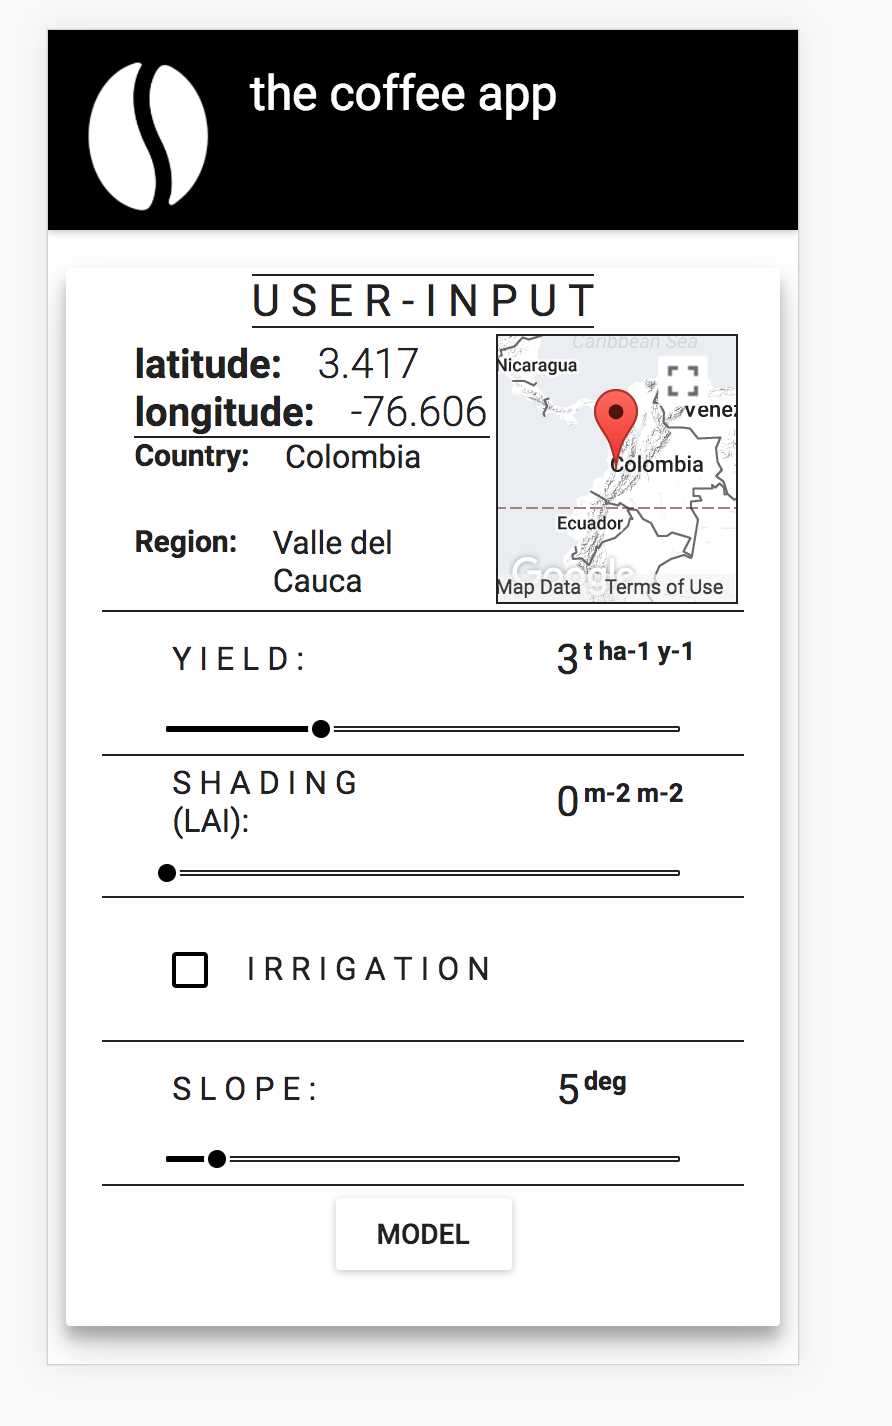 the coffee app
USER-INPUT
latitude: 3.417
longitude: -76.606
Country: Colombia
Region: Valle del
Cauca
Caribbean Sea
Nicaragua
Venez
Colombia
Ecuador
Google
Map Data Terms of Use
YIELD: 3 t ha-1 y-1
SHADING
(LAI): 0 m-2 m-2
IRRIGATION
SLOPE: 5 deg
MODEL